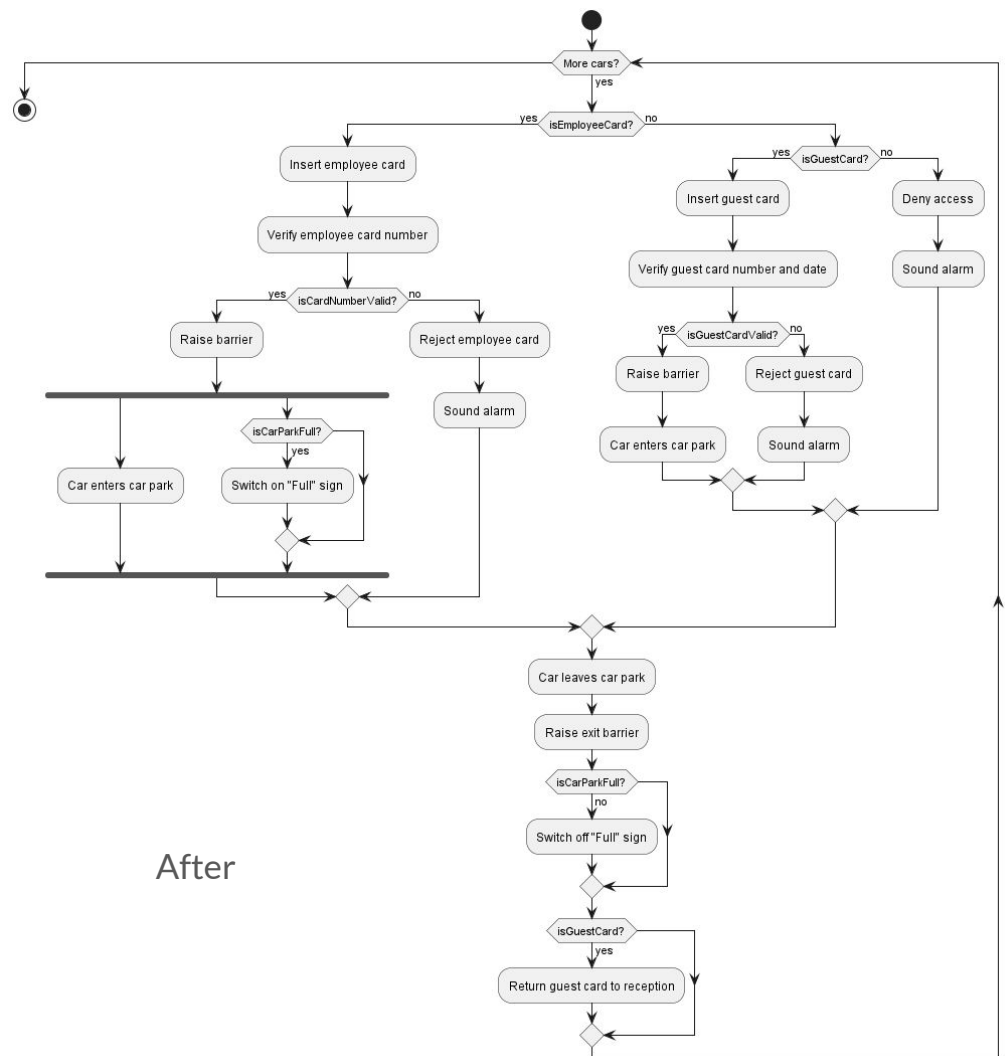 More cars?
yes
isEmployeeCard?
yes
no
Insert employee card
Verify employee card number
isCardNumberValid?
yes
no
Raise barrier
Reject employee card
Sound alarm
Car enters car park
isCarParkFull?
yes
Switch on "Full" sign
isGuestCard?
yes
no
Insert guest card
Deny access
Verify guest card number and date
Sound alarm
isGuestCardValid?
yes
no
Raise barrier
Reject guest card
Car enters car park
Sound alarm
Car leaves car park
Raise exit barrier
isCarParkFull?
no
Switch off "Full" sign
After
isGuestCard?
yes
Return guest card to reception